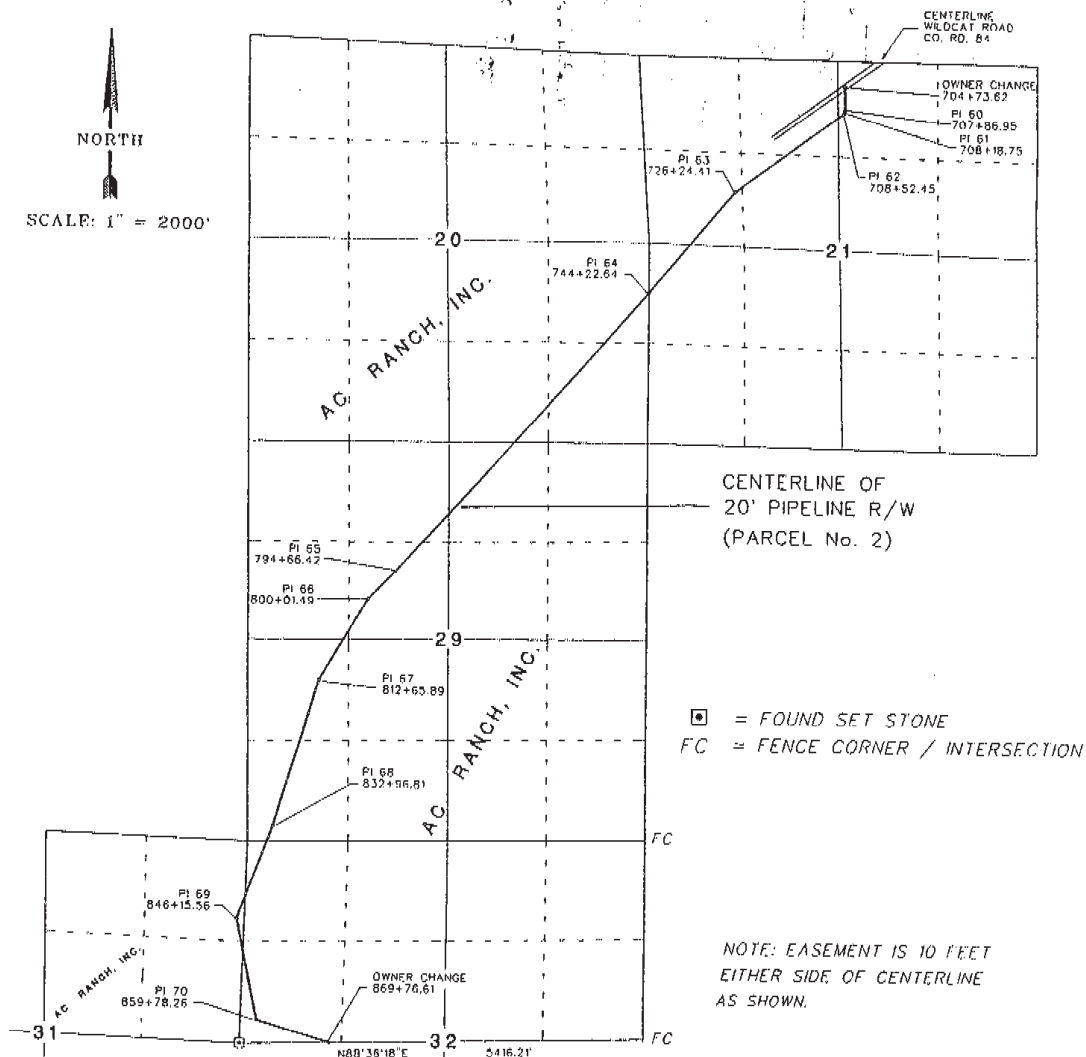 CENTERLINE
WILDCAT ROAD
CO. RD. 84
NORTH
SCALE: 1" = 2000'
OWNER CHANGE
704+73.62
PI 60
707+86.95
PI 61
708+18.75
PI 62
708+52.45
PI 63
726+24.41
20
21
PI 64
744+22.64
AC RANCH, INC.
CENTERLINE OF
20' PIPELINE R/W
(PARCEL No. 2)
PI 65
794+66.42
PI 66
800+01.49
29
PI 67
812+65.89
AC RANCH, INC.
= FOUND SET STONE
FC = FENCE CORNER / INTERSECTION
PI 68
832+96.81
FC
PI 69
846+15.56
AC RANCH, INC.
OWNER CHANGE
869+76.61
PI 70
859+78.26
NOTE: EASEMENT IS 10 FEET
EITHER SIDE OF CENTERLINE
AS SHOWN.
31
32
FC
N88°36'18"E 5416.21'